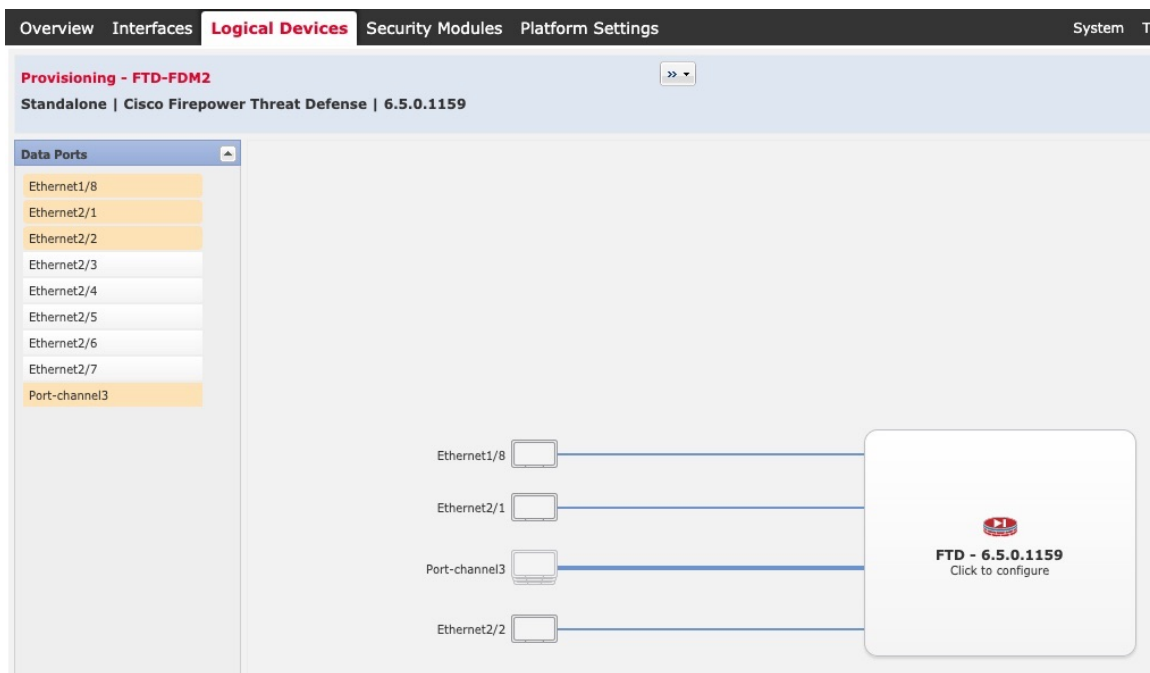 Overview Interfaces Logical Devices Security Modules Platform Settings System T
Provisioning - FTD-FDM2
Standalone | Cisco Firepower Threat Defense | 6.5.0.1159
Data Ports
Ethernet1/8
Ethernet2/1
Ethernet2/2
Ethernet2/3
Ethernet2/4
Ethernet2/5
Ethernet2/6
Ethernet2/7
Port-channel3
Ethernet1/8
Ethernet2/1
Port-channel3
Ethernet2/2
FTD - 6.5.0.1159
Click to configure